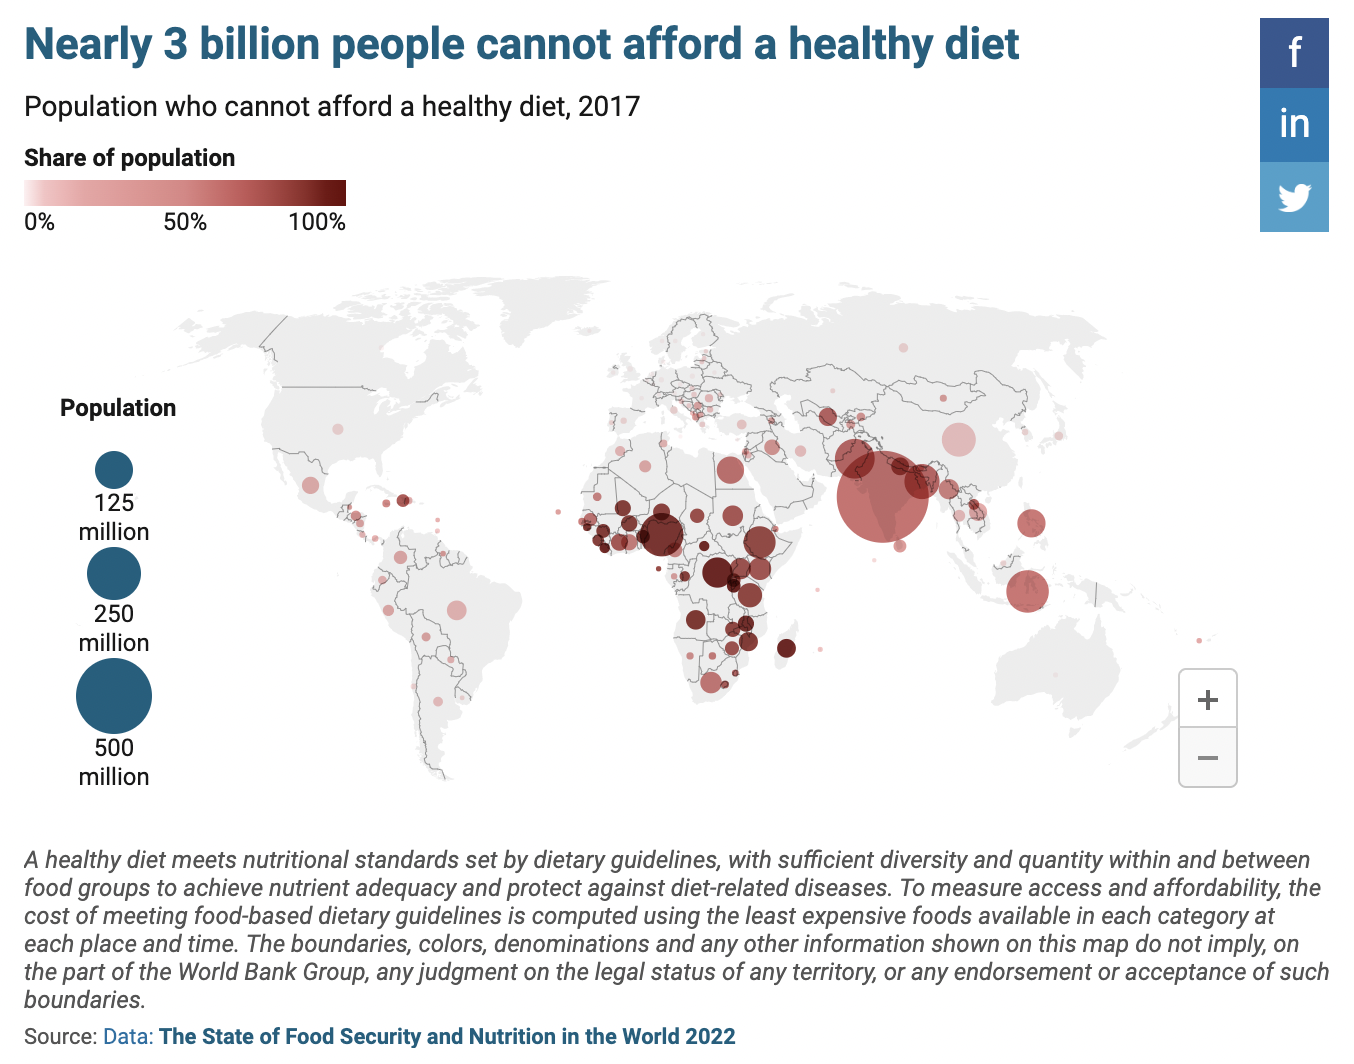 Nearly 3 billion people cannot afford a healthy diet
f
Population who cannot afford a healthy diet, 2017
in
Share of population
0% 50% 100%
Population
125
million
250
million
500
million
+
−
A healthy diet meets nutritional standards set by dietary guidelines, with sufficient diversity and quantity within and between
food groups to achieve nutrient adequacy and protect against diet-related diseases. To measure access and affordability, the
cost of meeting food-based dietary guidelines is computed using the least expensive foods available in each category at
each place and time. The boundaries, colors, denominations and any other information shown on this map do not imply, on
the part of the World Bank Group, any judgment on the legal status of any territory, or any endorsement or acceptance of such
boundaries.
Source: Data: The State of Food Security and Nutrition in the World 2022